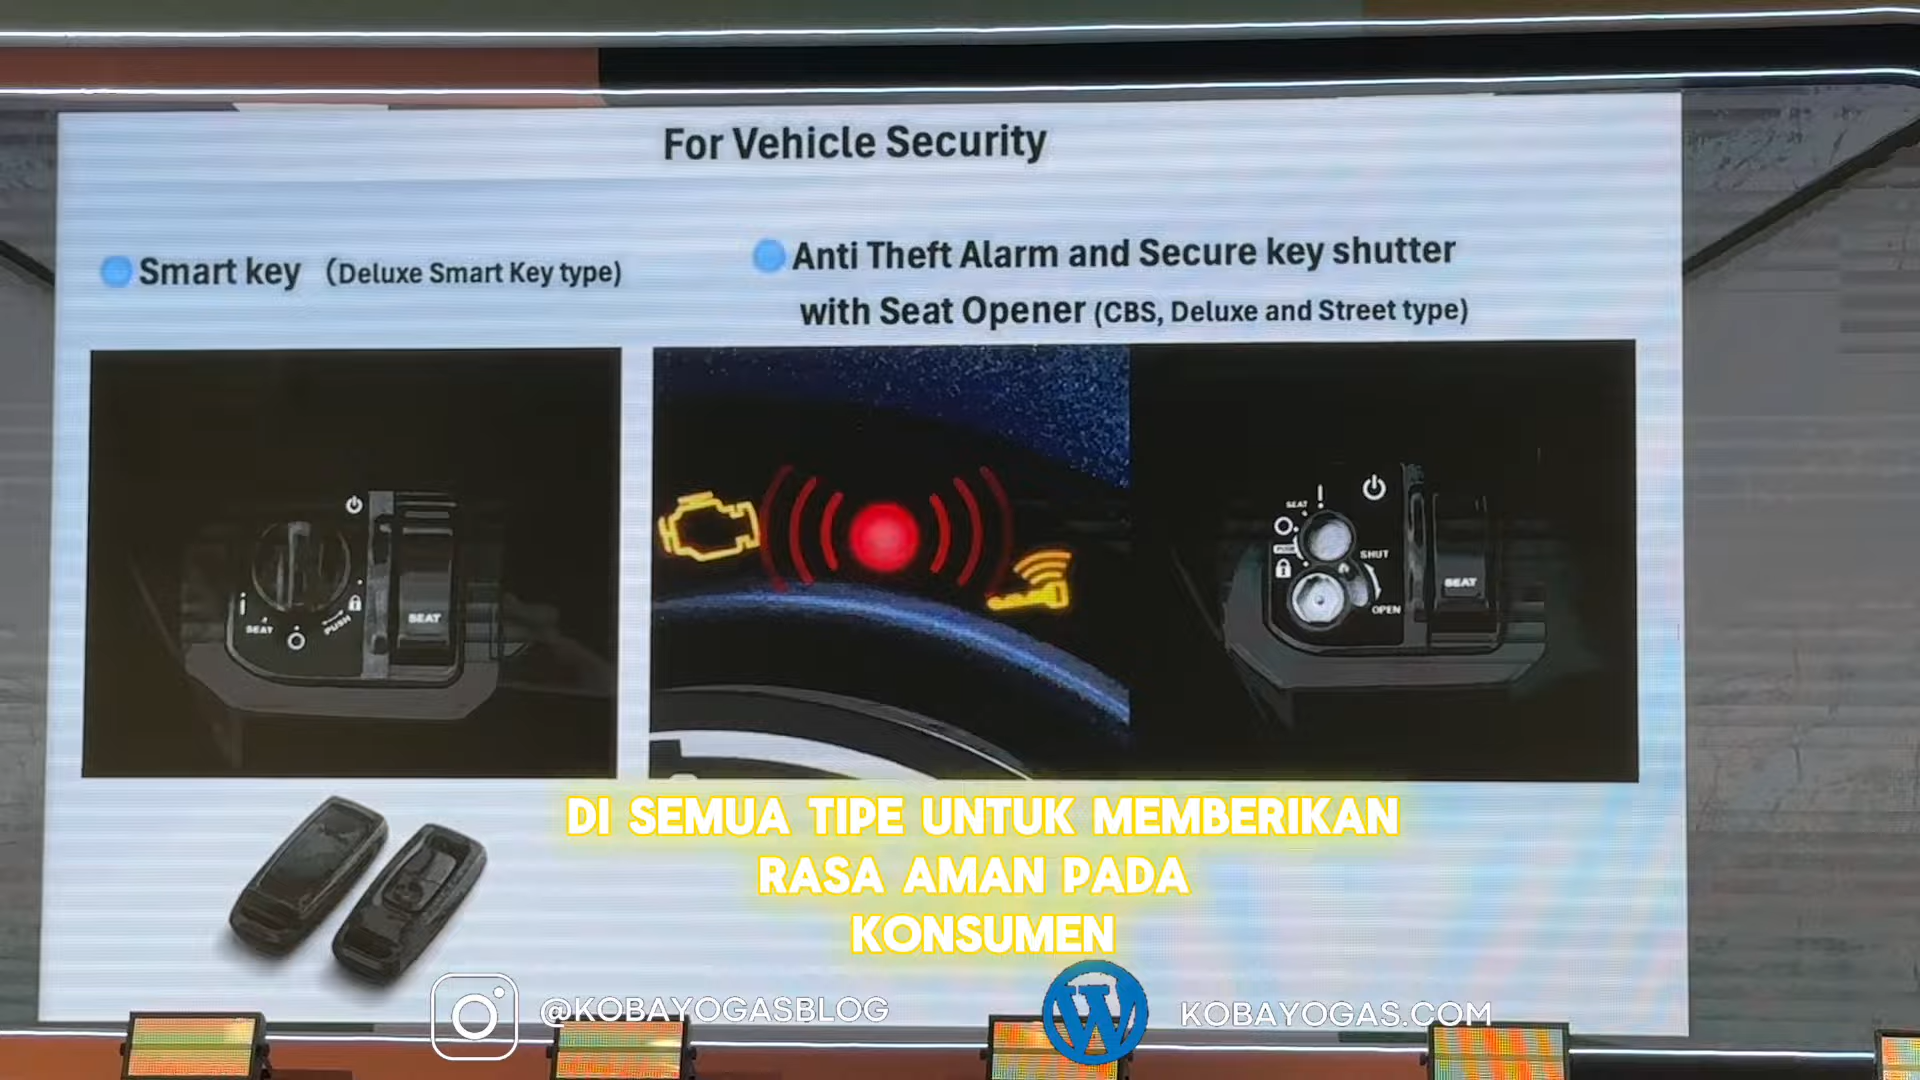 For Vehicle Security
Smart key (Deluxe Smart Key type)
Anti Theft Alarm and Secure key shutter
with Seat Opener (CBS, Deluxe and Street type)
SEAT
PUSH
SEAT
SEAT
PUSH
SHUT
OPEN
SEAT
DI SEMUA TIPE UNTUK MEMBERIKAN
RASA AMAN PADA
KONSUMEN
@KOBAYOGASBLOG
KOBAYOGAS.COM